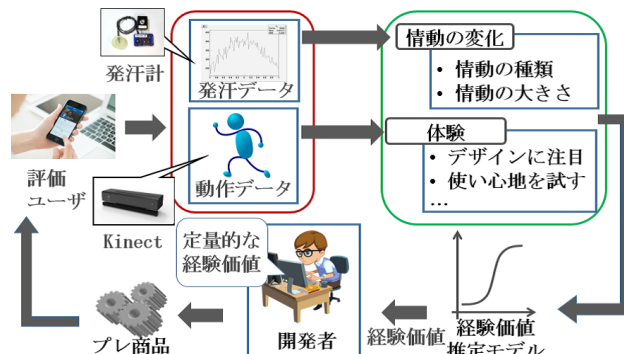 発汗計
発汗データ
情動の変化
• 情動の種類
• 情動の大きさ
評価
ユーザ
Kinect
動作データ
体験
• デザインに注目
• 使い心地を試す
…
定量的な
経験価値
開発者
プレ商品
経験価値
経験価値
推定モデル